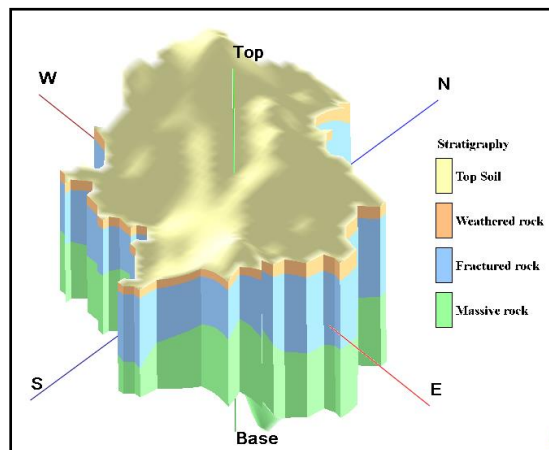 Top
W
N
Stratigraphy
Top Soil
Weathered rock
Fractured rock
Massive rock
S
E
Base